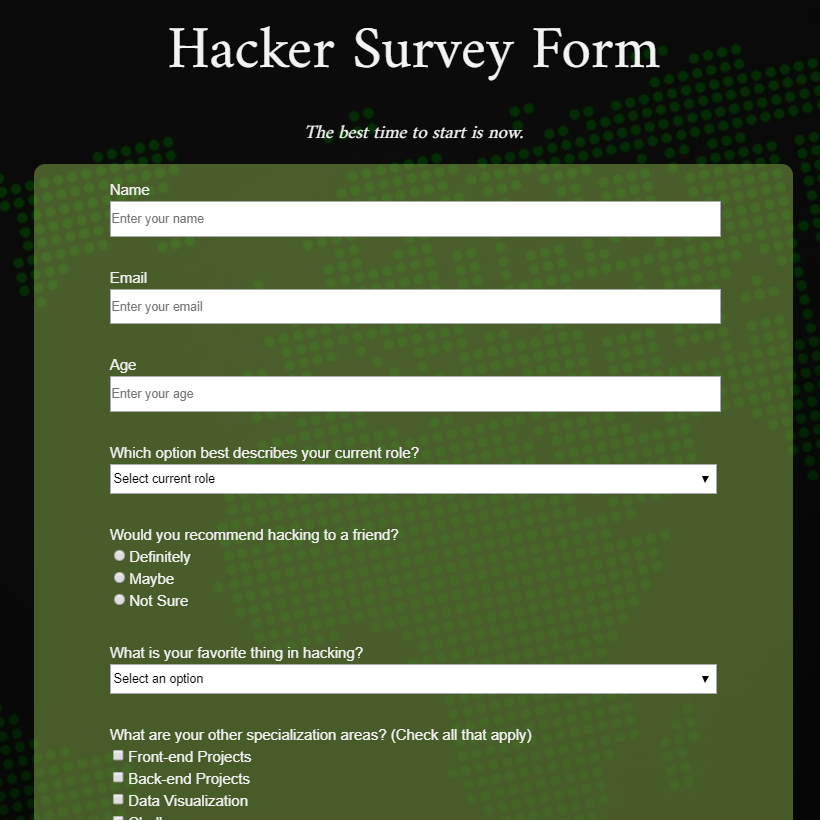 Hacker Survey Form
The best time to start is now.
Name
Enter your name
Email
Enter your email
Age
Enter your age
Which option best describes your current role?
Select current role
Would you recommend hacking to a friend?
Definitely
Maybe
Not Sure
What is your favorite thing in hacking?
Select an option
What are your other specialization areas? (Check all that apply)
Front-end Projects
Back-end Projects
Data Visualization